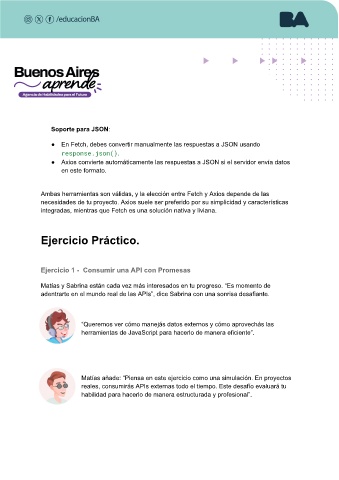 /educacionBA
BA
Buenos Aires
aprende
Agencia de Habilidades para el Futuro
Soporte para JSON:
● En Fetch, debes convertir manualmente las respuestas a JSON usando
response.json().
● Axios convierte automáticamente las respuestas a JSON si el servidor envía datos
en este formato.
Ambas herramientas son válidas, y la elección entre Fetch y Axios depende de las
necesidades de tu proyecto. Axios suele ser preferido por su simplicidad y características
integradas, mientras que Fetch es una solución nativa y liviana.
Ejercicio Práctico.
Ejercicio 1 - Consumir una API con Promesas
Matías y Sabrina están cada vez más interesados en tu progreso. “Es momento de
adentrarte en el mundo real de las APIs”, dice Sabrina con una sonrisa desafiante.
“Queremos ver cómo manejás datos externos y cómo aprovechás las
herramientas de JavaScript para hacerlo de manera eficiente”.
Matías añade: “Piensa en este ejercicio como una simulación. En proyectos
reales, consumirás APIs externas todo el tiempo. Este desafío evaluará tu
habilidad para hacerlo de manera estructurada y profesional”.